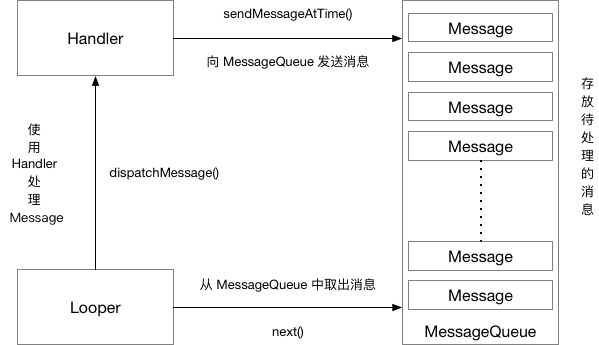 Handler
sendMessageAtTime()
向 MessageQueue 发送消息
Message
Message
Message
Message
Message
Message
MessageQueue
存
放
待
处
理
的
消
息
使
用
Handler
处
理
Message
dispatchMessage()
Looper
从 MessageQueue 中取出消息
next()